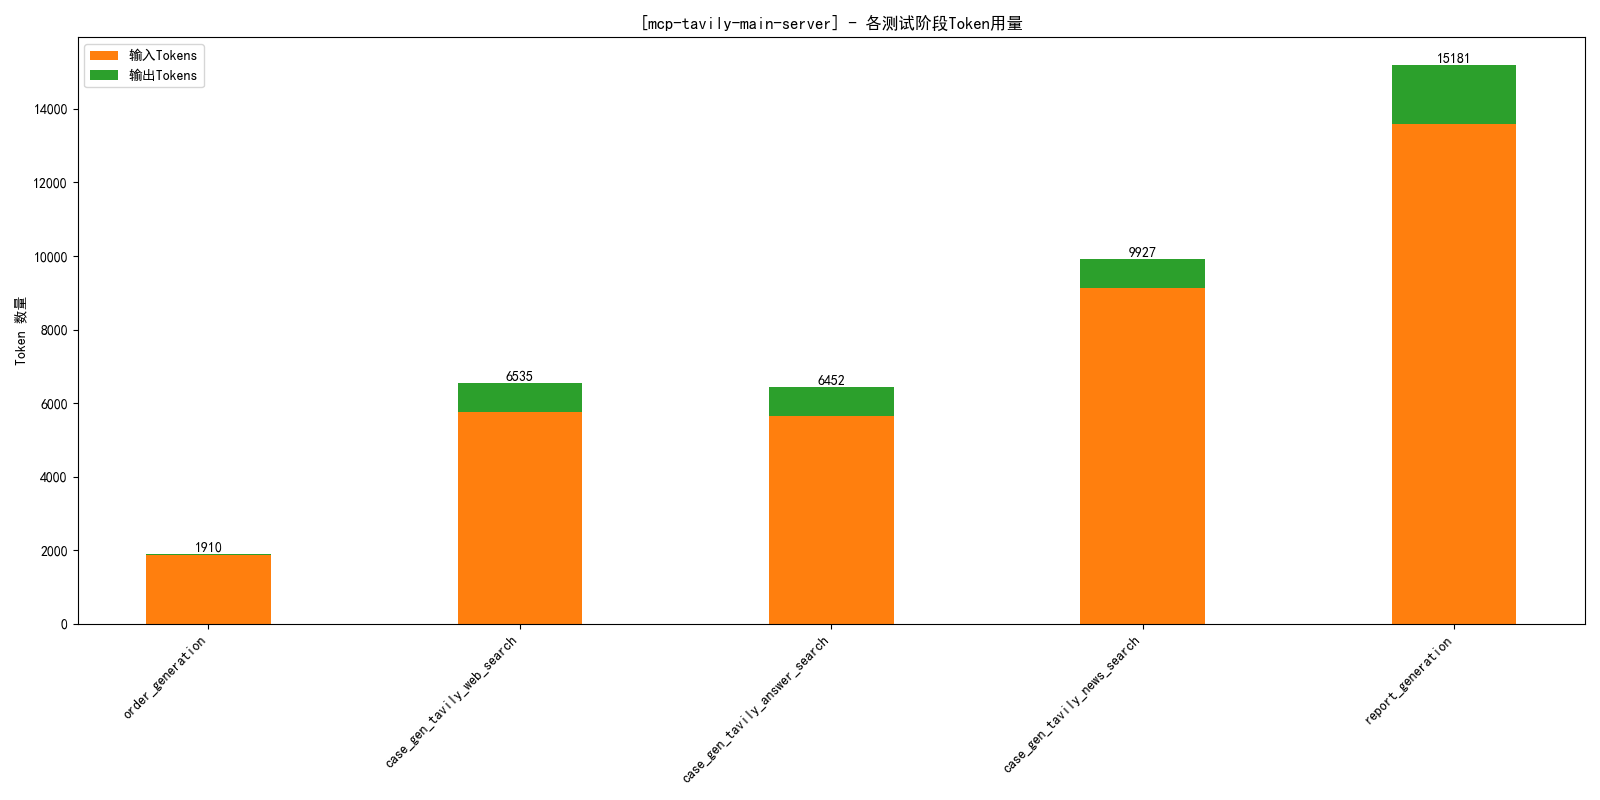 [mcp-tavily-main-server] - 各测试阶段Token用量
输入Tokens
输出Tokens
Token 数量
14000
12000
10000
8000
6000
4000
2000
0
1910
6535
6452
9927
15181
order_generation
case_gen_tavily_web_search
case_gen_tavily_answer_search
case_gen_tavily_news_search
report_generation